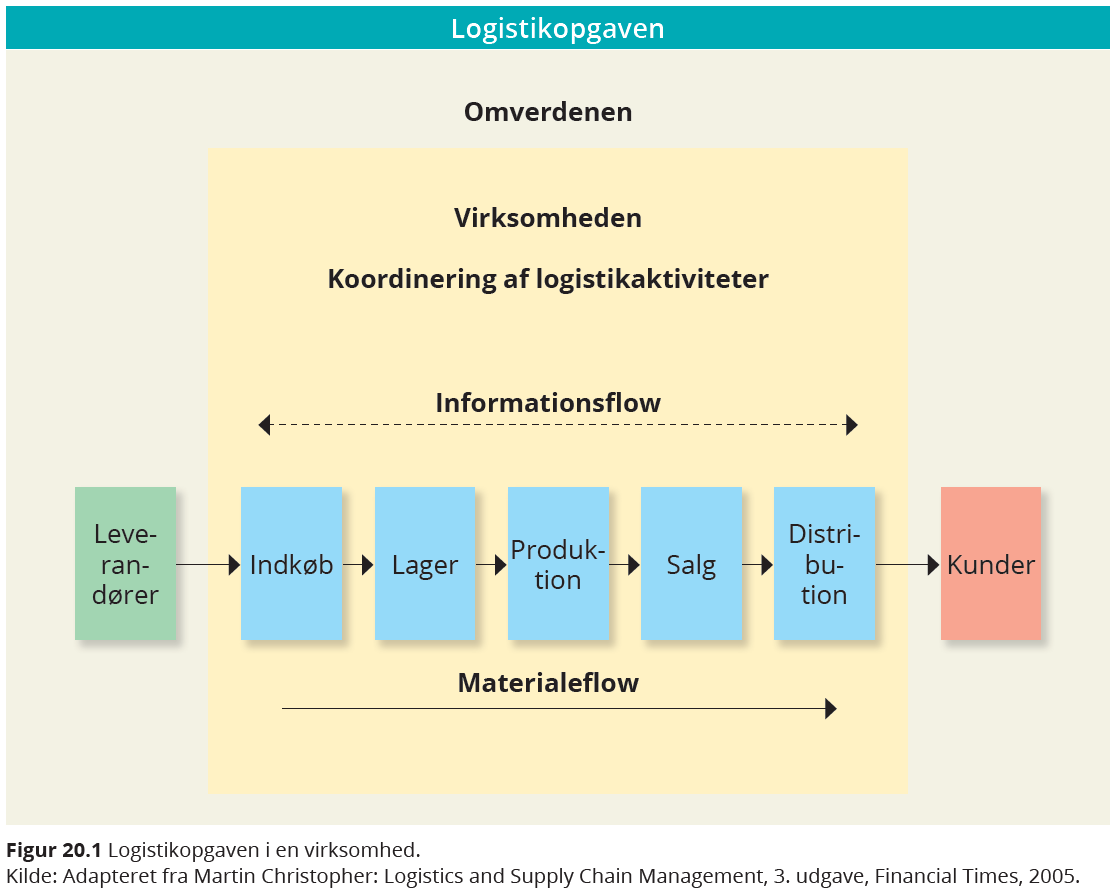 Logistikopgaven
Omverdenen
Virksomheden
Koordinering af logistikaktiviteter
Informationsflow
Leve-
ran-
dører
Indkøb
Lager
Produk-
tion
Salg
Distri-
bu-
tion
Kunder
Materialeflow
Figur 20.1 Logistikopgaven i en virksomhed.
Kilde: Adapteret fra Martin Christopher: Logistics and Supply Chain Management, 3. udgave, Financial Times, 2005.